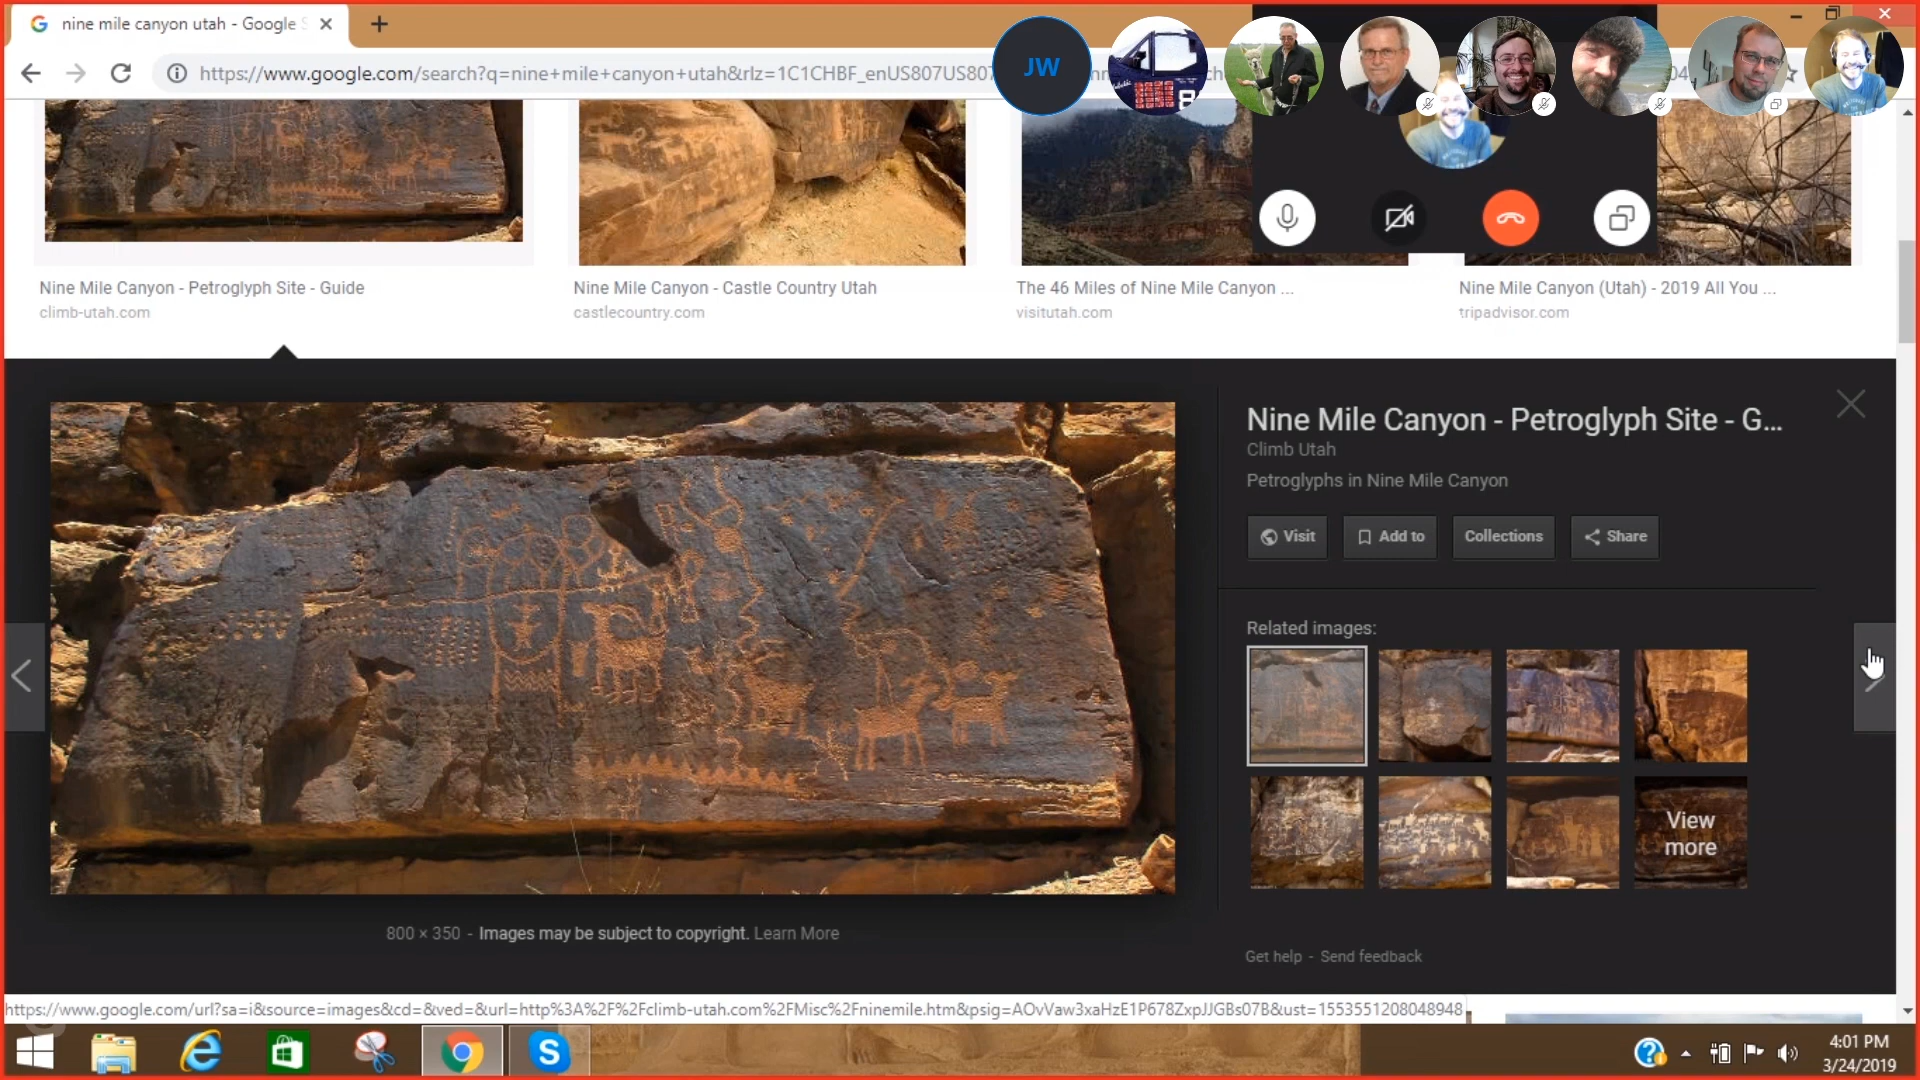 nine mile canyon utah - Google S
https://www.google.com/search?q=nine+mile+canyon+utah&rlz=1C1CHBF_enUS807US807
JW
8
Nine Mile Canyon - Petroglyph Site - Guide
climb-utah.com
Nine Mile Canyon - Castle Country Utah
castlecountry.com
The 46 Miles of Nine Mile Canyon ...
visitutah.com
Nine Mile Canyon (Utah) - 2019 All You ...
tripadvisor.com
Nine Mile Canyon - Petroglyph Site - G...
Climb Utah
Petroglyphs in Nine Mile Canyon
Visit
Add to
Collections
Share
Related images:
View
more
800 × 350 - Images may be subject to copyright. Learn More
Get help - Send feedback
https://www.google.com/url?sa=i&source=images&cd=&ved=&url=http%3A%2F%2Fclimb-utah.com%2FMisc%2Fninemile.htm&psig=AOvVaw3xaHzE1P678ZxpJJGBs07B&ust=1553551208048948
4:01 PM
3/24/2019